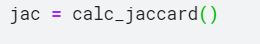 jac = calc_jaccard()